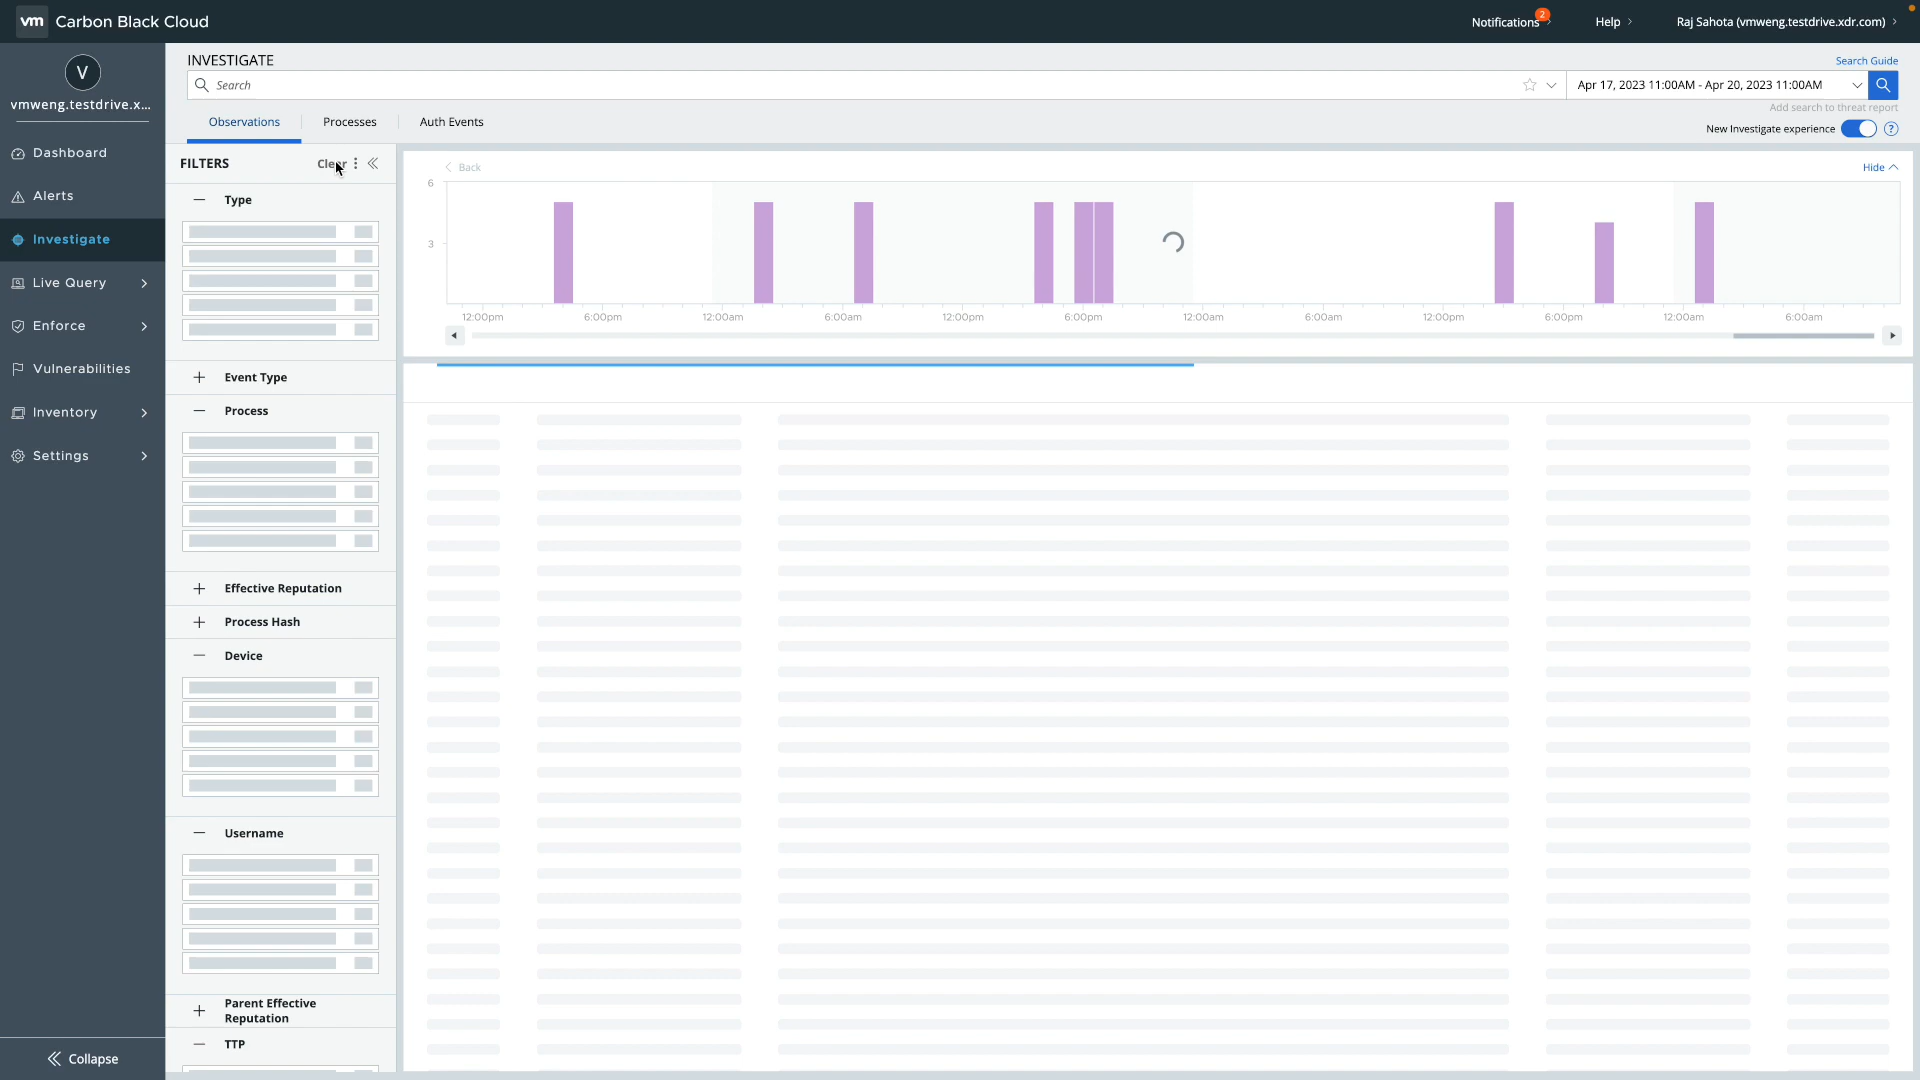 vm Carbon Black Cloud
Notifications 2
Help
Raj Sahota (vmweng.testdrive.xdr.com)
V
vmweng.testdrive.x...
Dashboard
Alerts
Investigate
Live Query
Enforce
Vulnerabilities
Inventory
Settings
Collapse
INVESTIGATE
Search Guide
Search
Apr 17, 2023 11:00AM - Apr 20, 2023 11:00AM
Add search to threat report
Observations
Processes
Auth Events
New Investigate experience ?
FILTERS
Clear
Type
Event Type
Process
Effective Reputation
Process Hash
Device
Username
Parent Effective
Reputation
TTP
Back
Hide
6
3
12:00pm 6:00pm 12:00am 6:00am 12:00pm 6:00pm 12:00am 6:00am 12:00pm 6:00pm 12:00am 6:00am